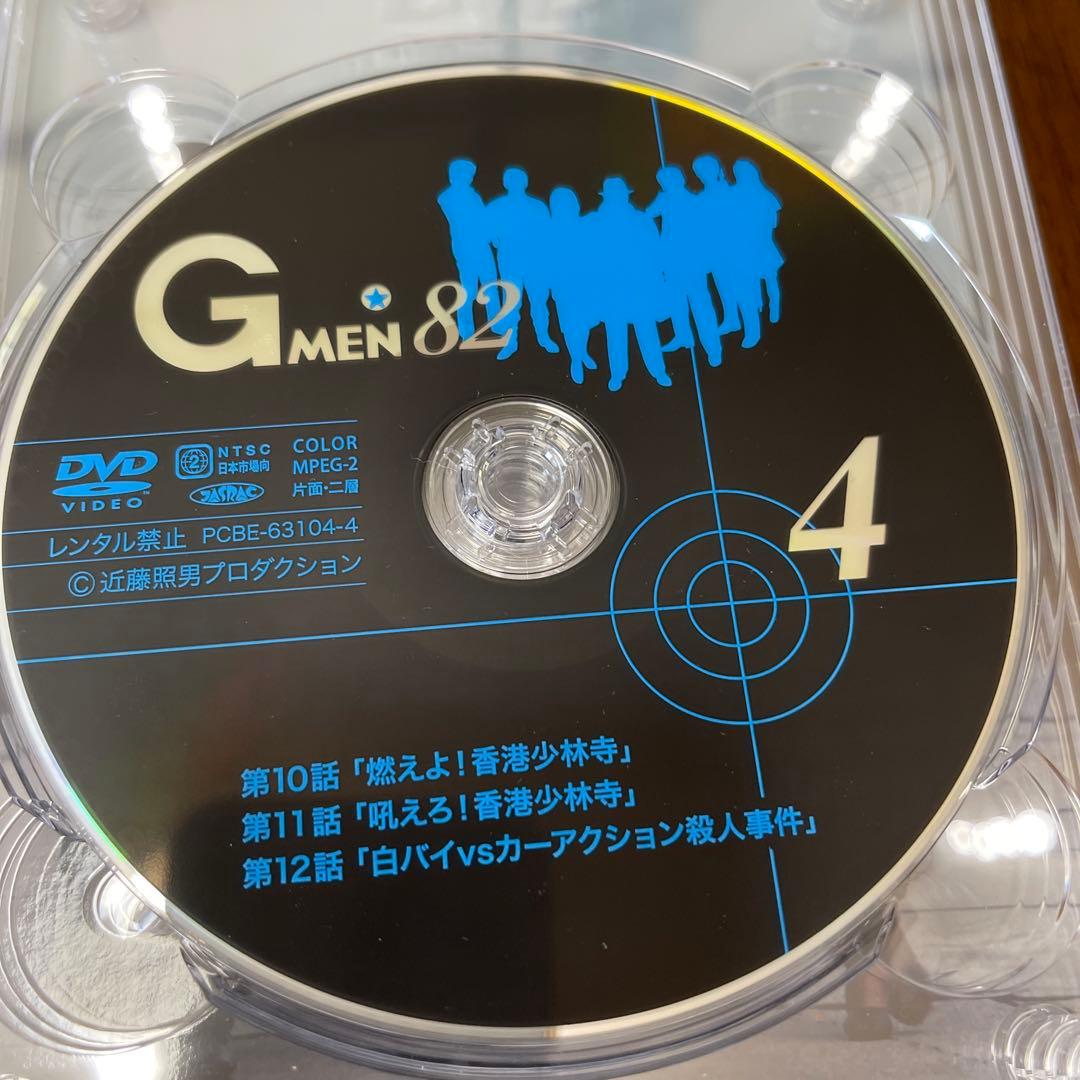 GMEN 82
4
DVD VIDEO
2 NTSC 日本市場向
JASRAC
COLOR
MPEG-2
片面・二層
レンタル禁止 PCBE-63104-4
©近藤照男プロダクション
第10話「燃えよ！香港少林寺」
第11話「吼えろ！香港少林寺」
第12話「白バイvsカーアクション殺人事件」